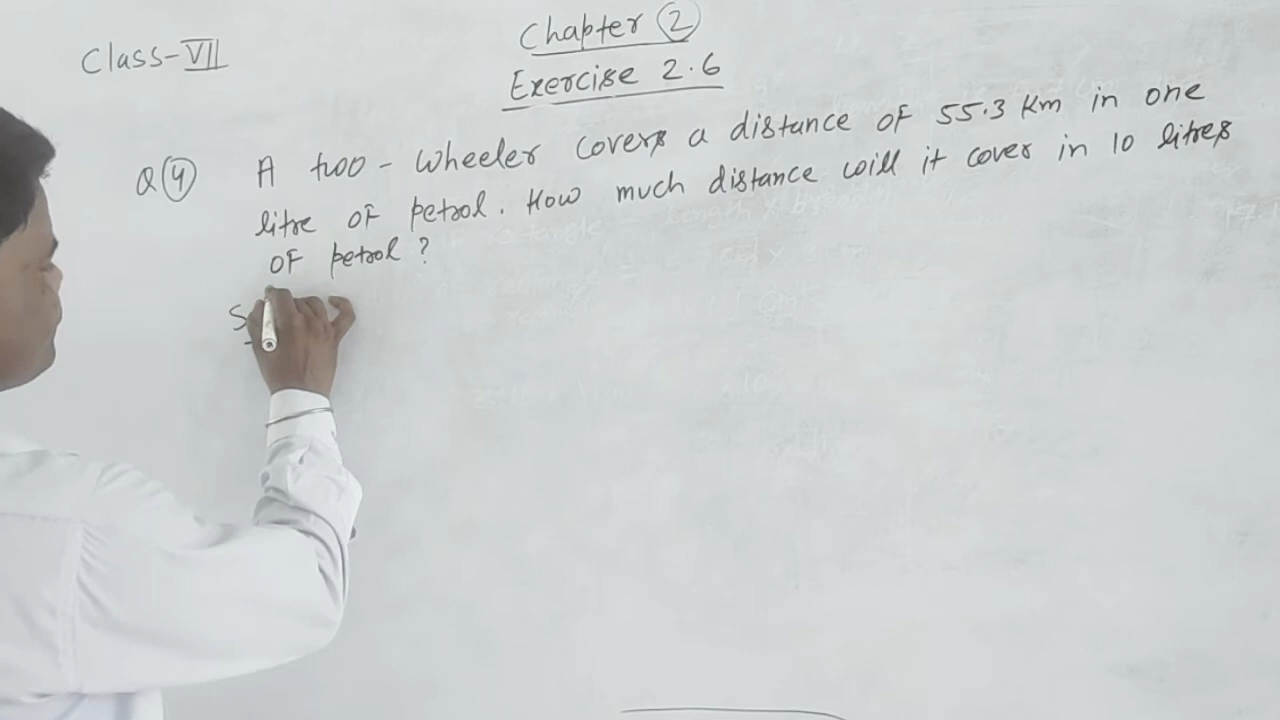 Class-VII
Chapter 2
Exercise 2.6
Q 4 A two-wheeler covers a distance of 55.3 Km in one
litre of petrol. How much distance will it cover in 10 litres
of petrol?
S